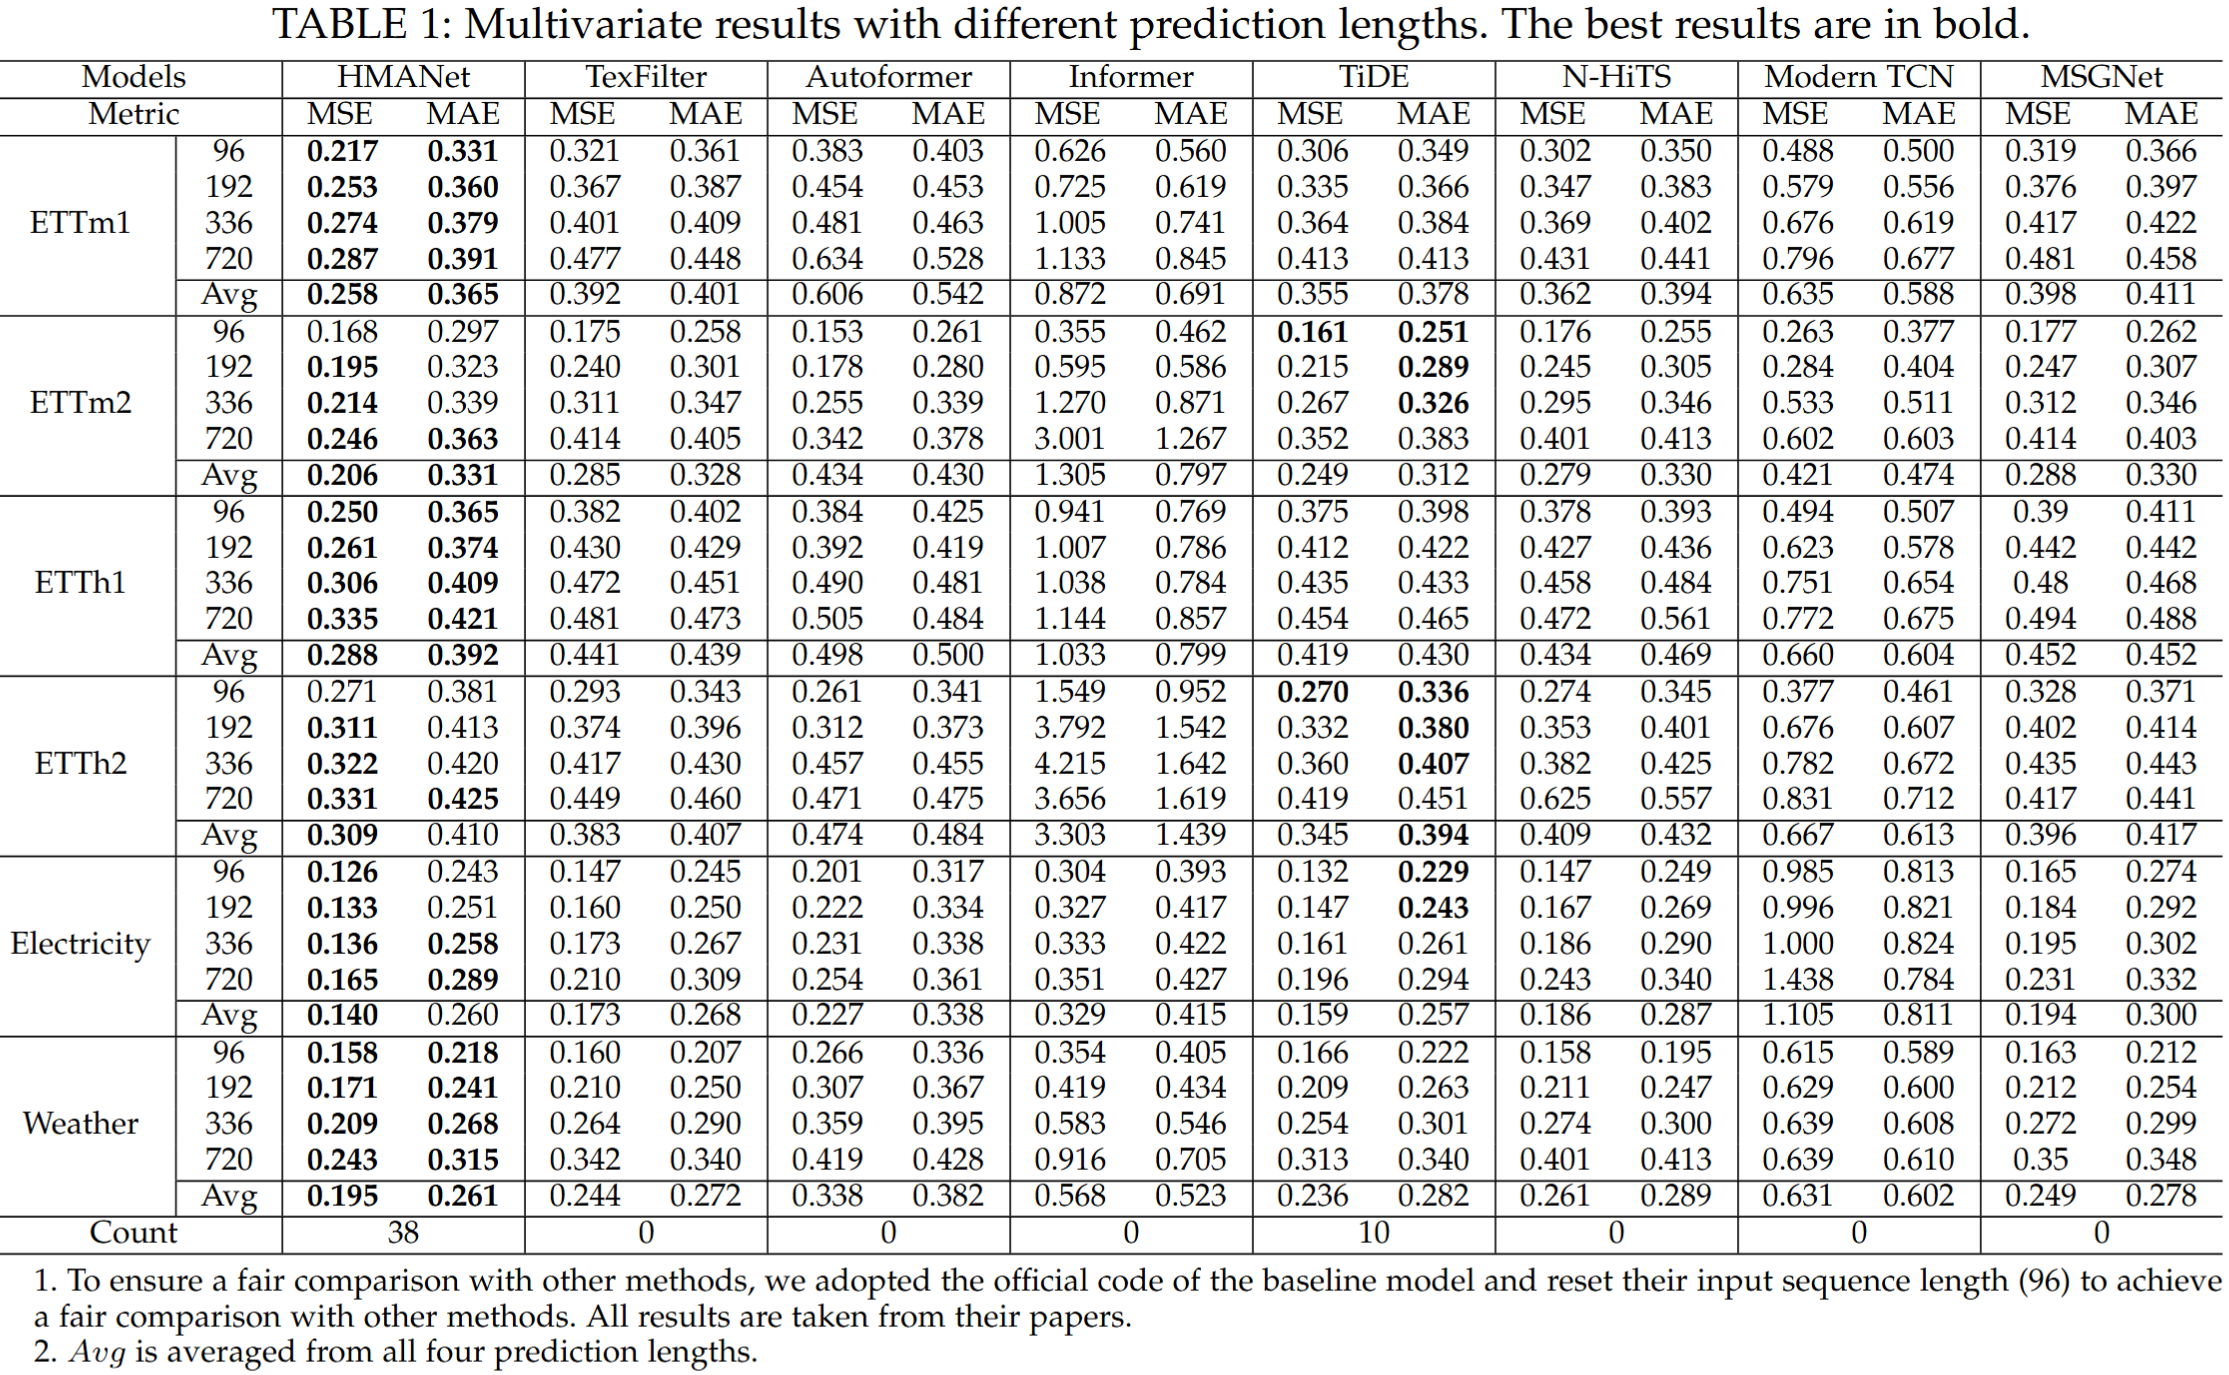 TABLE 1: Multivariate results with different prediction lengths. The best results are in bold.
Models HMANet TexFilter Autoformer Informer TiDE N-HiTS Modern TCN MSGNet
Metric MSE MAE MSE MAE MSE MAE MSE MAE MSE MAE MSE MAE MSE MAE MSE MAE
96 0.217 0.331 0.321 0.361 0.383 0.403 0.626 0.560 0.306 0.349 0.302 0.350 0.488 0.500 0.319 0.366
192 0.253 0.360 0.367 0.387 0.454 0.453 0.725 0.619 0.335 0.366 0.347 0.383 0.579 0.556 0.376 0.397
ETTm1 336 0.274 0.379 0.401 0.409 0.481 0.463 1.005 0.741 0.364 0.384 0.369 0.402 0.676 0.619 0.417 0.422
720 0.287 0.391 0.477 0.448 0.634 0.528 1.133 0.845 0.413 0.413 0.431 0.441 0.796 0.677 0.481 0.458
Avg 0.258 0.365 0.392 0.401 0.606 0.542 0.872 0.691 0.355 0.378 0.362 0.394 0.635 0.588 0.398 0.411
96 0.168 0.297 0.175 0.258 0.153 0.261 0.355 0.462 0.161 0.251 0.176 0.255 0.263 0.377 0.177 0.262
192 0.195 0.323 0.240 0.301 0.178 0.280 0.595 0.586 0.215 0.289 0.245 0.305 0.284 0.404 0.247 0.307
ETTm2 336 0.214 0.339 0.311 0.347 0.255 0.339 1.270 0.871 0.267 0.326 0.295 0.346 0.533 0.511 0.312 0.346
720 0.246 0.363 0.414 0.405 0.342 0.378 3.001 1.267 0.352 0.383 0.401 0.413 0.602 0.603 0.414 0.403
Avg 0.206 0.331 0.285 0.328 0.434 0.430 1.305 0.797 0.249 0.312 0.279 0.330 0.421 0.474 0.288 0.330
96 0.250 0.365 0.382 0.402 0.384 0.425 0.941 0.769 0.375 0.398 0.378 0.393 0.494 0.507 0.39 0.411
192 0.261 0.374 0.430 0.429 0.392 0.419 1.007 0.786 0.412 0.422 0.427 0.436 0.623 0.578 0.442 0.442
ETTh1 336 0.306 0.409 0.472 0.451 0.490 0.481 1.038 0.784 0.435 0.433 0.458 0.484 0.751 0.654 0.48 0.468
720 0.335 0.421 0.481 0.473 0.505 0.484 1.144 0.857 0.454 0.465 0.472 0.561 0.772 0.675 0.494 0.488
Avg 0.288 0.392 0.441 0.439 0.498 0.500 1.033 0.799 0.419 0.430 0.434 0.469 0.660 0.604 0.452 0.452
96 0.271 0.381 0.293 0.343 0.261 0.341 1.549 0.952 0.270 0.336 0.274 0.345 0.377 0.461 0.328 0.371
192 0.311 0.413 0.374 0.396 0.312 0.373 3.792 1.542 0.332 0.380 0.353 0.401 0.676 0.607 0.402 0.414
ETTh2 336 0.322 0.420 0.417 0.430 0.457 0.455 4.215 1.642 0.360 0.407 0.382 0.425 0.782 0.672 0.435 0.443
720 0.331 0.425 0.449 0.460 0.471 0.475 3.656 1.619 0.419 0.451 0.625 0.557 0.831 0.712 0.417 0.441
Avg 0.309 0.410 0.383 0.407 0.474 0.484 3.303 1.439 0.345 0.394 0.409 0.432 0.667 0.613 0.396 0.417
96 0.126 0.243 0.147 0.245 0.201 0.317 0.304 0.393 0.132 0.229 0.147 0.249 0.985 0.813 0.165 0.274
192 0.133 0.251 0.160 0.250 0.222 0.334 0.327 0.417 0.147 0.243 0.167 0.269 0.996 0.821 0.184 0.292
Electricity 336 0.136 0.258 0.173 0.267 0.231 0.338 0.333 0.422 0.161 0.261 0.186 0.290 1.000 0.824 0.195 0.302
720 0.165 0.289 0.210 0.309 0.254 0.361 0.351 0.427 0.196 0.294 0.243 0.340 1.438 0.784 0.231 0.332
Avg 0.140 0.260 0.173 0.268 0.227 0.338 0.329 0.415 0.159 0.257 0.186 0.287 1.105 0.811 0.194 0.300
96 0.158 0.218 0.160 0.207 0.266 0.336 0.354 0.405 0.166 0.222 0.158 0.195 0.615 0.589 0.163 0.212
192 0.171 0.241 0.210 0.250 0.307 0.367 0.419 0.434 0.209 0.263 0.211 0.247 0.629 0.600 0.212 0.254
Weather 336 0.209 0.268 0.264 0.290 0.359 0.395 0.583 0.546 0.254 0.301 0.274 0.300 0.639 0.608 0.272 0.299
720 0.243 0.315 0.342 0.340 0.419 0.428 0.916 0.705 0.313 0.340 0.401 0.413 0.639 0.610 0.35 0.348
Avg 0.195 0.261 0.244 0.272 0.338 0.382 0.568 0.523 0.236 0.282 0.261 0.289 0.631 0.602 0.249 0.278
Count 38 0 0 0 10 0 0 0
1. To ensure a fair comparison with other methods, we adopted the official code of the baseline model and reset their input sequence length (96) to achieve
a fair comparison with other methods. All results are taken from their papers.
2. Avg is averaged from all four prediction lengths.